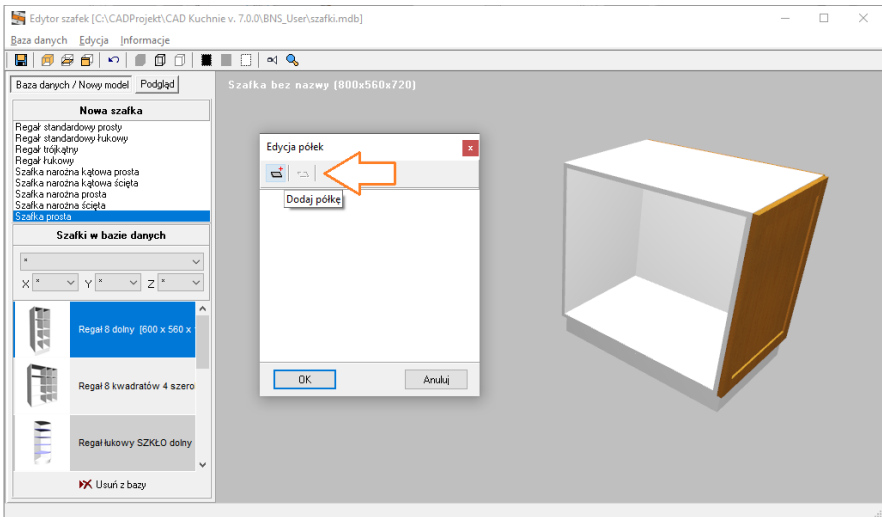 Edytor szafek [C:\CADProjekt\CAD Kuchnie v. 7.0.0\BNS_User\szafki.mdb]
Baza danych Edycja Informacje
Baza danych / Nowy model Podgląd
Szafka bez nazwy [800x560x720]
Nowa szafka
Regał standardowy prosty
Regał standardowy łukowy
Regał trójkątny
Regał łukowy
Szafka narożna kątowa prosta
Szafka narożna kątowa ścięta
Szafka narożna prosta
Szafka narożna ścięta
Szafka prosta
Szafki w bazie danych
*
X * Y * Z *
Regał 8 dolny [600 x 560 x
Regał 8 kwadratów 4 szero
Regał łukowy SZKŁO dolny
Usuń z bazy
Edycja półek
x
Dodaj półkę
OK Anuluj